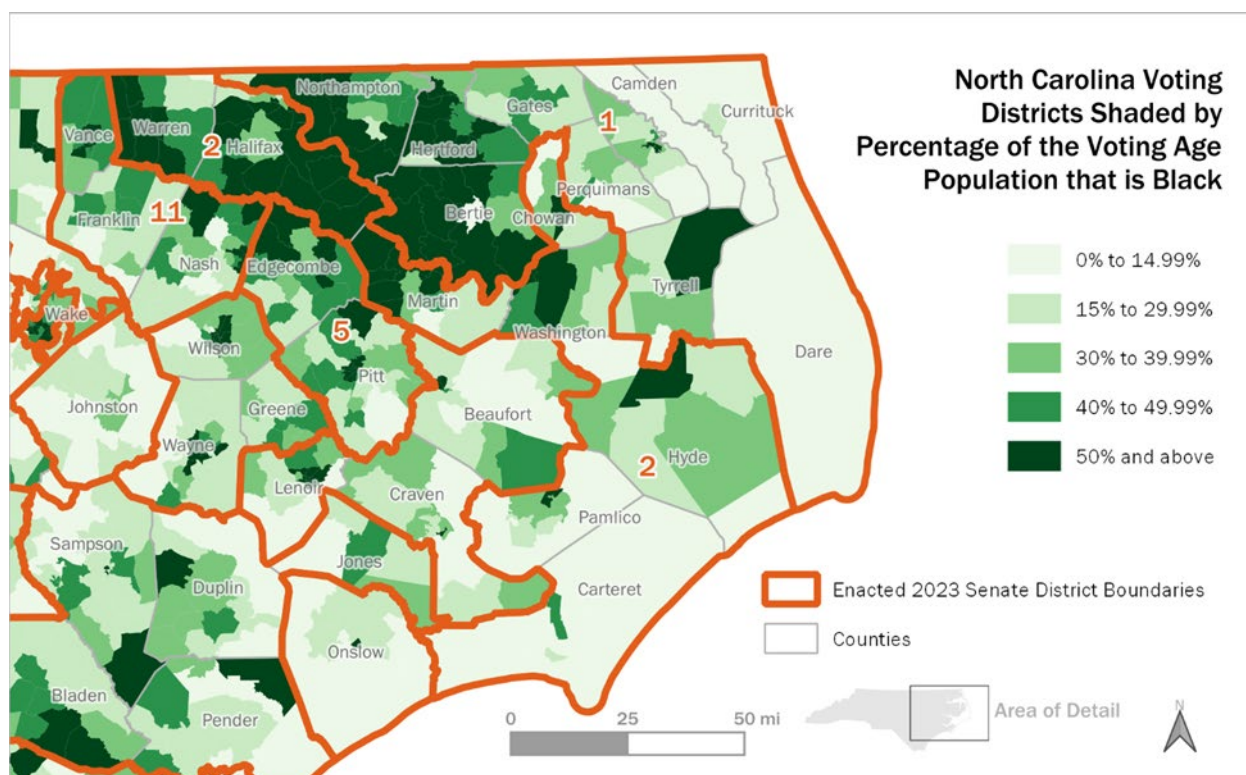 North Carolina Voting
Districts Shaded by
Percentage of the Voting Age
Population that is Black
0% to 14.99%
15% to 29.99%
30% to 39.99%
40% to 49.99%
50% and above
Enacted 2023 Senate District Boundaries
Counties
Area of Detail
N
0 25 50 mi
Northampton
Camden
Currituck
Gates
Vance
Warren
2
Halifax
Hertford
1
Perquimans
Franklin
11
Bertie
Chowan
Nash
Edgecombe
Tyrrell
Martin
Wake
Washington
5
Wilson
Dare
Pitt
Johnston
Greene
Beaufort
Wayne
2
Hyde
Lenoir
Craven
Pamlico
Sampson
Jones
Duplin
Carteret
Onslow
Bladen
Pender